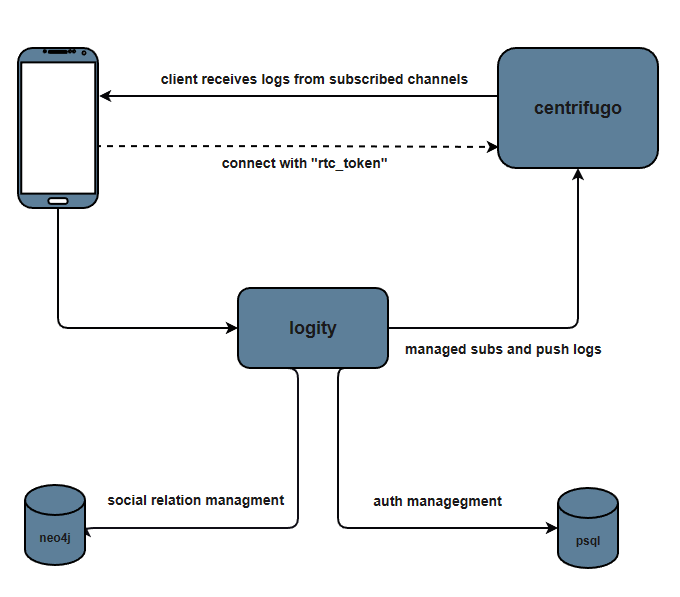 client receives logs from subscribed channels
centrifugo
connect with "rtc_token"
logity
managed subs and push logs
social relation managment
auth managegment
neo4j
psql